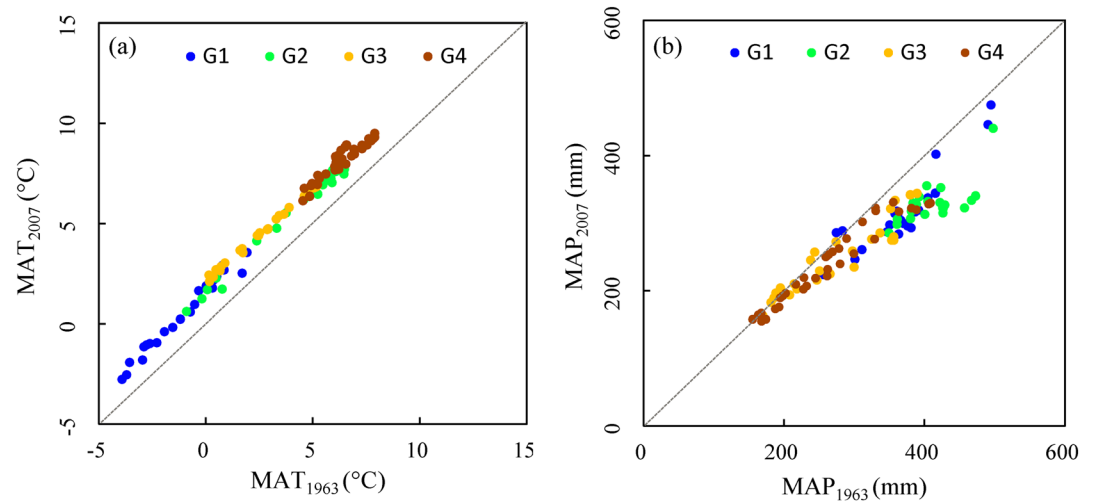 (a)
G1 G2 G3 G4
15
10
5
0
-5
MAT2007 (°C)
-5 0 5 10 15
MAT1963 (°C)
(b)
G1 G2 G3 G4
600
400
200
0
MAP2007 (mm)
0 200 400 600
MAP1963 (mm)